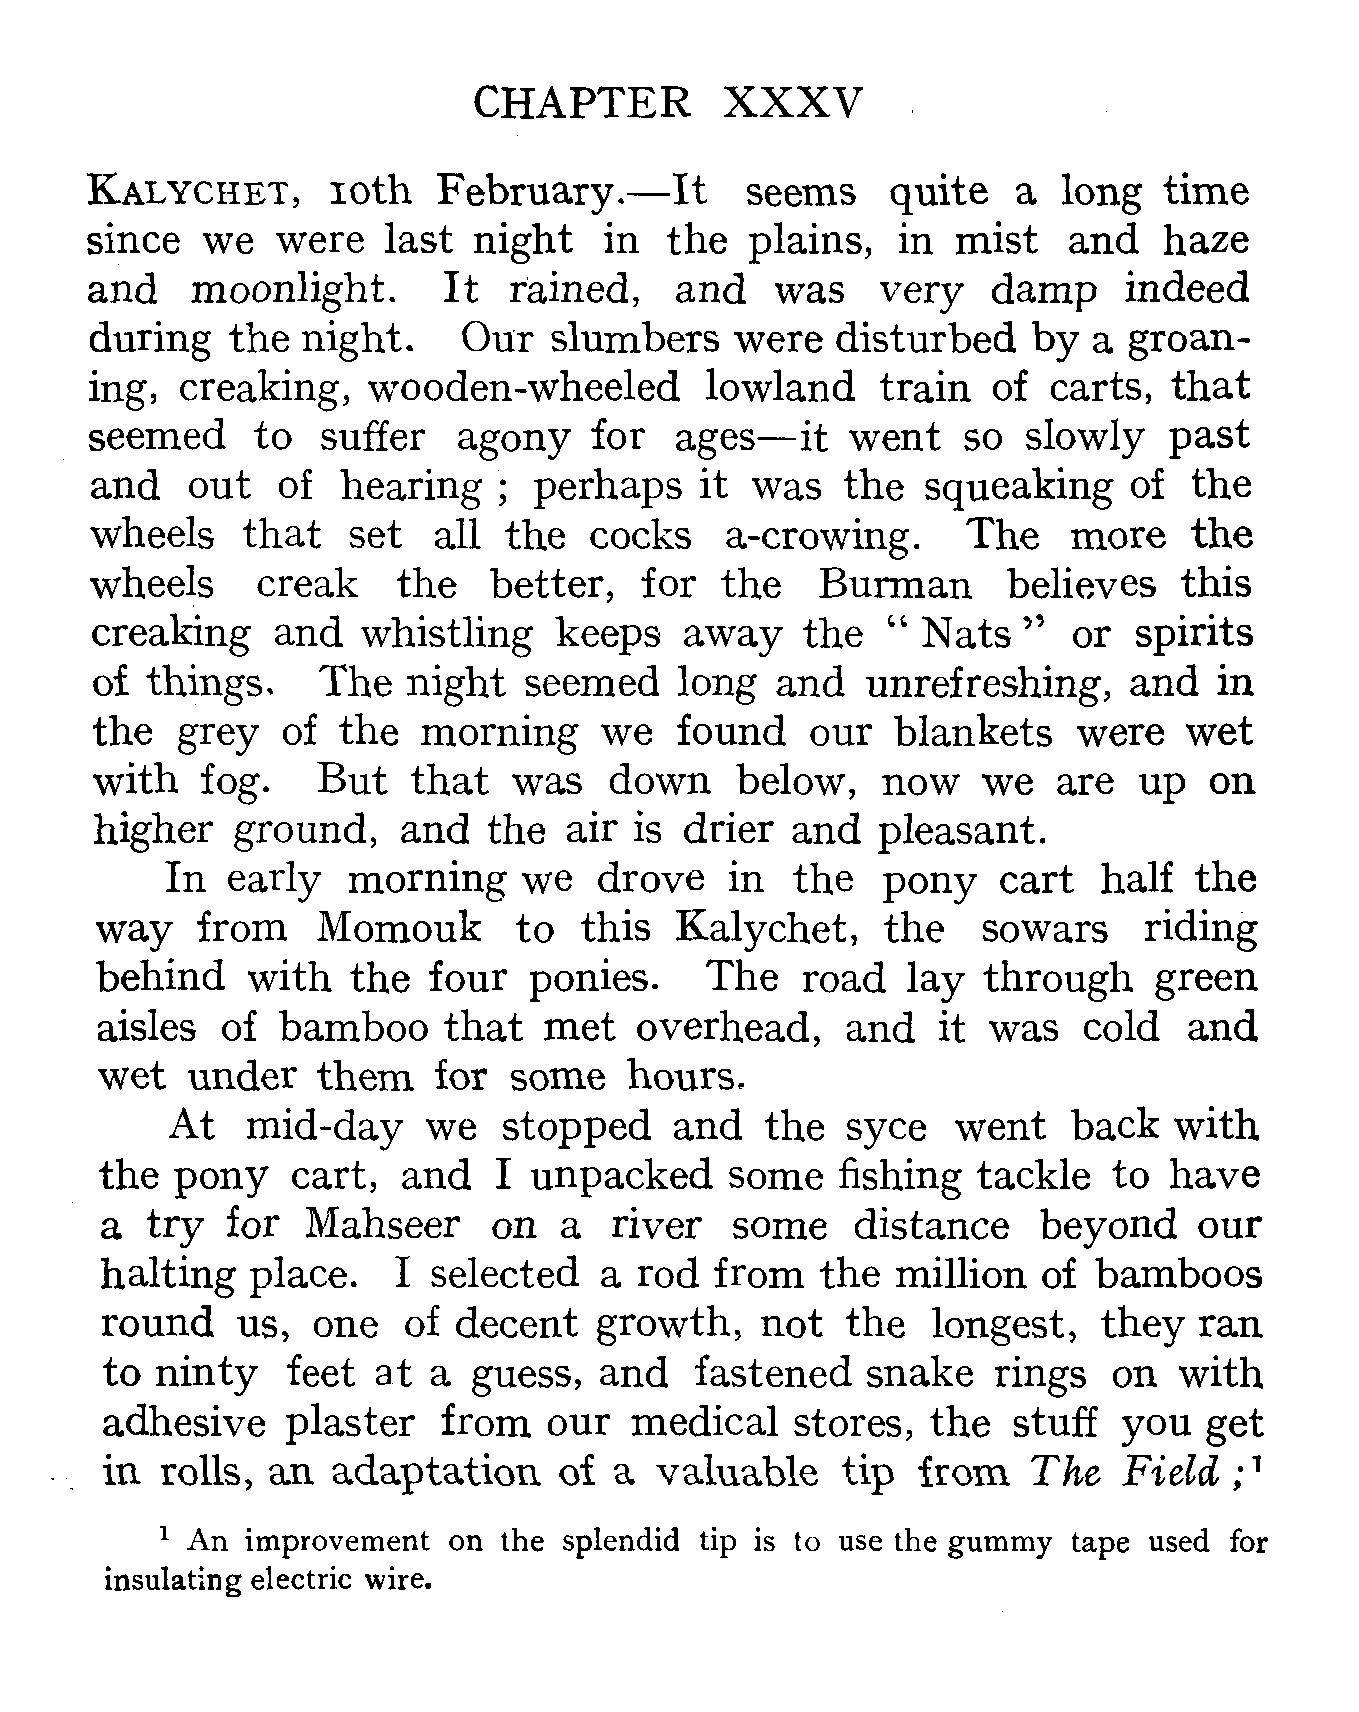 CHAPTER XXXV
KALYCHET, 10th February.—It seems quite a long time
since we were last night in the plains, in mist and haze
and moonlight. It rained, and was very damp indeed
during the night. Our slumbers were disturbed by a groan-
ing, creaking, wooden-wheeled lowland train of carts, that
seemed to suffer agony for ages—it went so slowly past
and out of hearing ; perhaps it was the squeaking of the
wheels that set all the cocks a-crowing. The more the
wheels creak the better, for the Burman believes this
creaking and whistling keeps away the “ Nats ” or spirits
of things. The night seemed long and unrefreshing, and in
the grey of the morning we found our blankets were wet
with fog. But that was down below, now we are up on
higher ground, and the air is drier and pleasant.
In early morning we drove in the pony cart half the
way from Momouk to this Kalychet, the sowars riding
behind with the four ponies. The road lay through green
aisles of bamboo that met overhead, and it was cold and
wet under them for some hours.
At mid-day we stopped and the syce went back with
the pony cart, and I unpacked some fishing tackle to have
a try for Mahseer on a river some distance beyond our
halting place. I selected a rod from the million of bamboos
round us, one of decent growth, not the longest, they ran
to ninty feet at a guess, and fastened snake rings on with
adhesive plaster from our medical stores, the stuff you get
in rolls, an adaptation of a valuable tip from The Field ;¹
¹ An improvement on the splendid tip is to use the gummy tape used for
insulating electric wire.